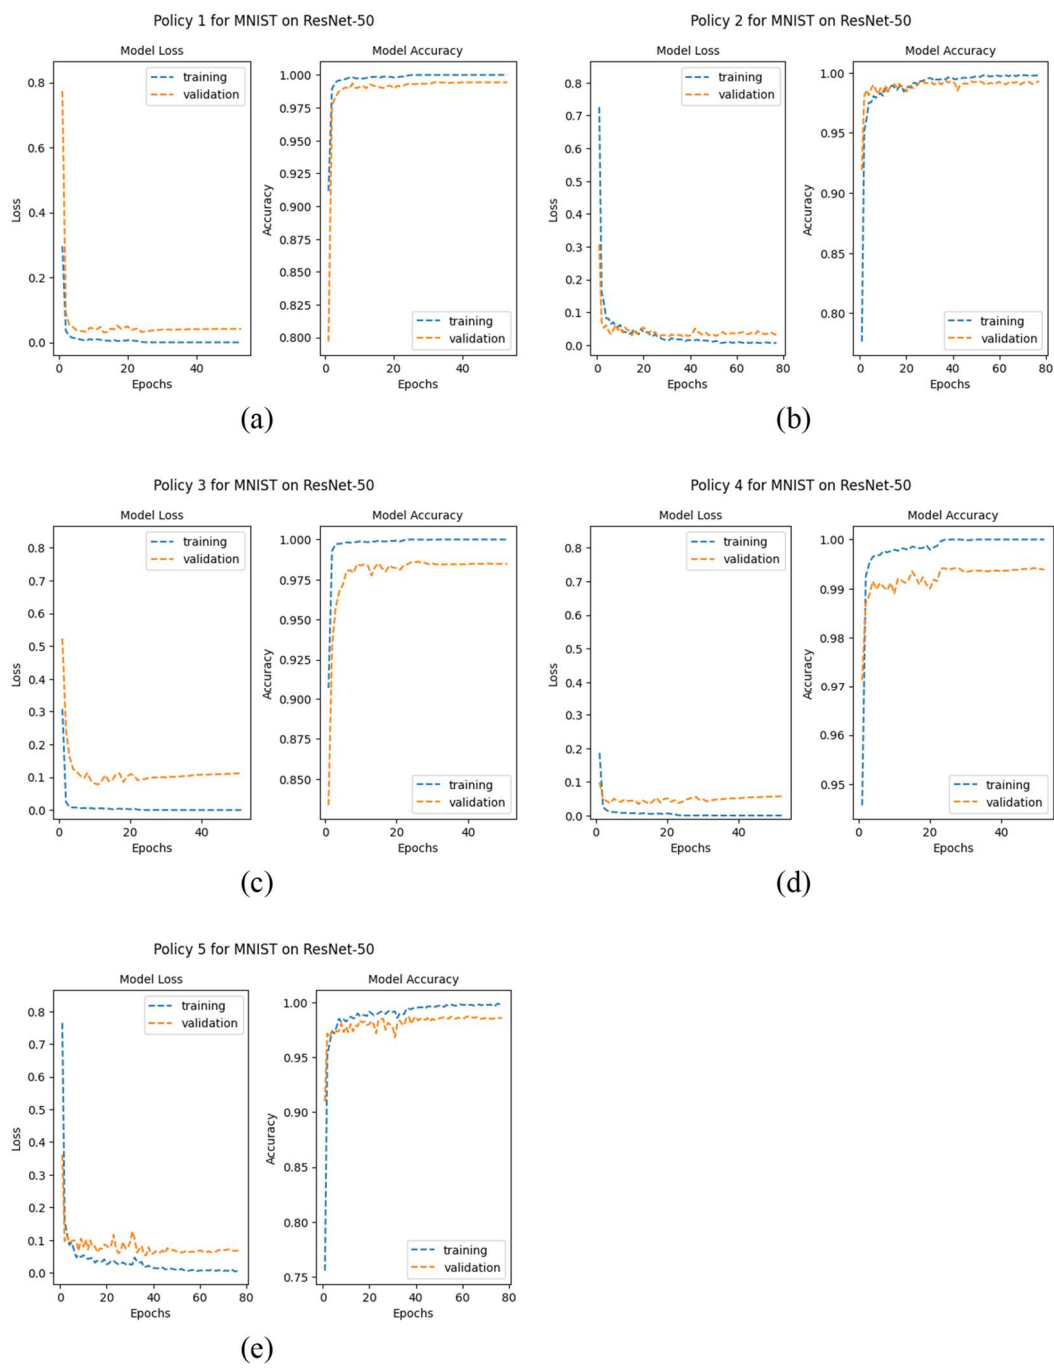 Policy 1 for MNIST on ResNet-50
Model Loss
Model Accuracy
training
validation
0.8
0.6
0.4
0.2
0.0
Loss
0 20 40
Epochs
1.000
0.975
0.950
0.925
0.900
0.875
0.850
0.825
0.800
Accuracy
training
validation
0 20 40
Epochs
(a)
Policy 2 for MNIST on ResNet-50
Model Loss
Model Accuracy
training
validation
0.8
0.7
0.6
0.5
0.4
0.3
0.2
0.1
0.0
Loss
0 20 40 60 80
Epochs
1.00
0.95
0.90
0.85
0.80
Accuracy
training
validation
0 20 40 60 80
Epochs
(b)
Policy 3 for MNIST on ResNet-50
Model Loss
Model Accuracy
training
validation
0.8
0.7
0.6
0.5
0.4
0.3
0.2
0.1
0.0
Loss
0 20 40
Epochs
1.000
0.975
0.950
0.925
0.900
0.875
0.850
Accuracy
training
validation
0 20 40
Epochs
(c)
Policy 4 for MNIST on ResNet-50
Model Loss
Model Accuracy
training
validation
0.8
0.7
0.6
0.5
0.4
0.3
0.2
0.1
0.0
Loss
0 20 40
Epochs
1.00
0.99
0.98
0.97
0.96
0.95
Accuracy
training
validation
0 20 40
Epochs
(d)
Policy 5 for MNIST on ResNet-50
Model Loss
Model Accuracy
training
validation
0.8
0.7
0.6
0.5
0.4
0.3
0.2
0.1
0.0
Loss
0 20 40 60 80
Epochs
1.00
0.95
0.90
0.85
0.80
0.75
Accuracy
training
validation
0 20 40 60 80
Epochs
(e)